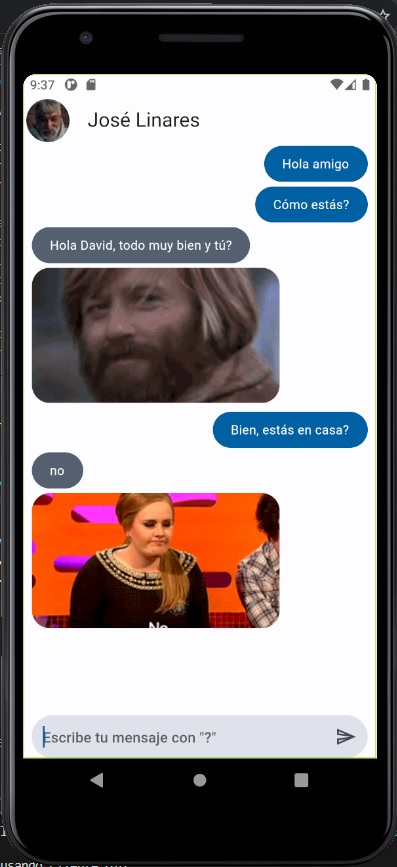 9:37
José Linares
Hola amigo
Cómo estás?
Hola David, todo muy bien y tú?
Bien, estás en casa?
no
No
Escribe tu mensaje con "?"